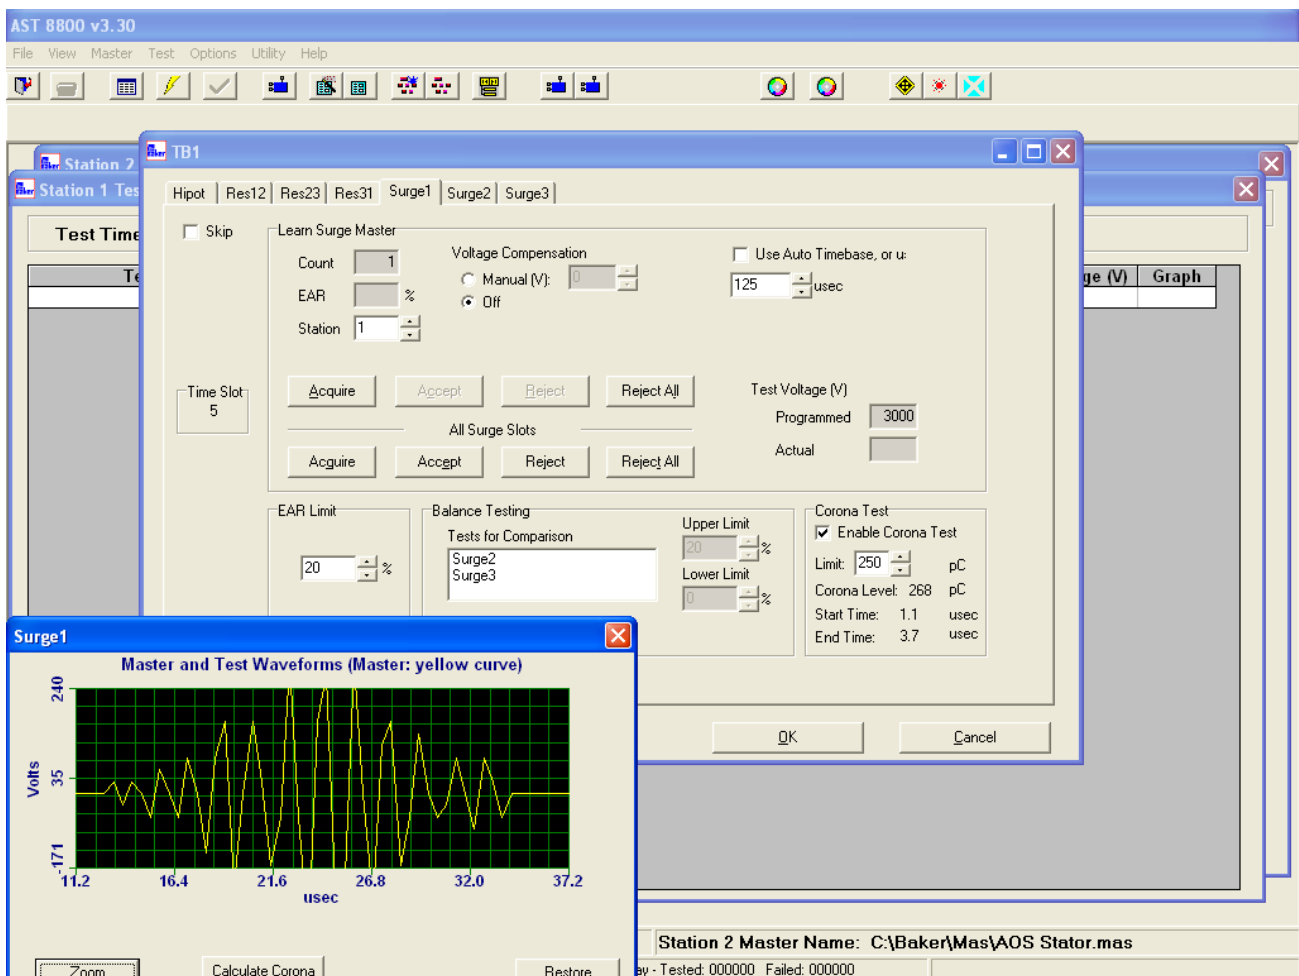 AST 8800 v3.30
File View Master Test Options Utility Help
TB1
Station 2
Station 1 Tes
Hipot Res12 Res23 Res31 Surge1 Surge2 Surge3
Test Time
Skip
Learn Surge Master
Count 1
EAR %
Station 1
Voltage Compensation
Manual (V): 0
Off
Use Auto Timebase, or u
125 usec
Te
ge (V) Graph
Time Slot
5
Acquire Accept Reject Reject All
All Surge Slots
Acquire Accept Reject Reject All
Test Voltage (V)
Programmed 3000
Actual
EAR Limit
20 %
Balance Testing
Tests for Comparison
Surge2
Surge3
Upper Limit
20 %
Lower Limit
0 %
Corona Test
Enable Corona Test
Limit: 250 pC
Corona Level: 268 pC
Start Time: 1.1 usec
End Time: 3.7 usec
OK Cancel
Surge1
Master and Test Waveforms (Master: yellow curve)
240
35
-171
Volts
11.2 16.4 21.6 26.8 32.0 37.2
usec
Zoom Calculate Corona Restore
Station 2 Master Name: C:\Baker\Mas\AOS Stator.mas
ay - Tested: 000000 Failed: 000000